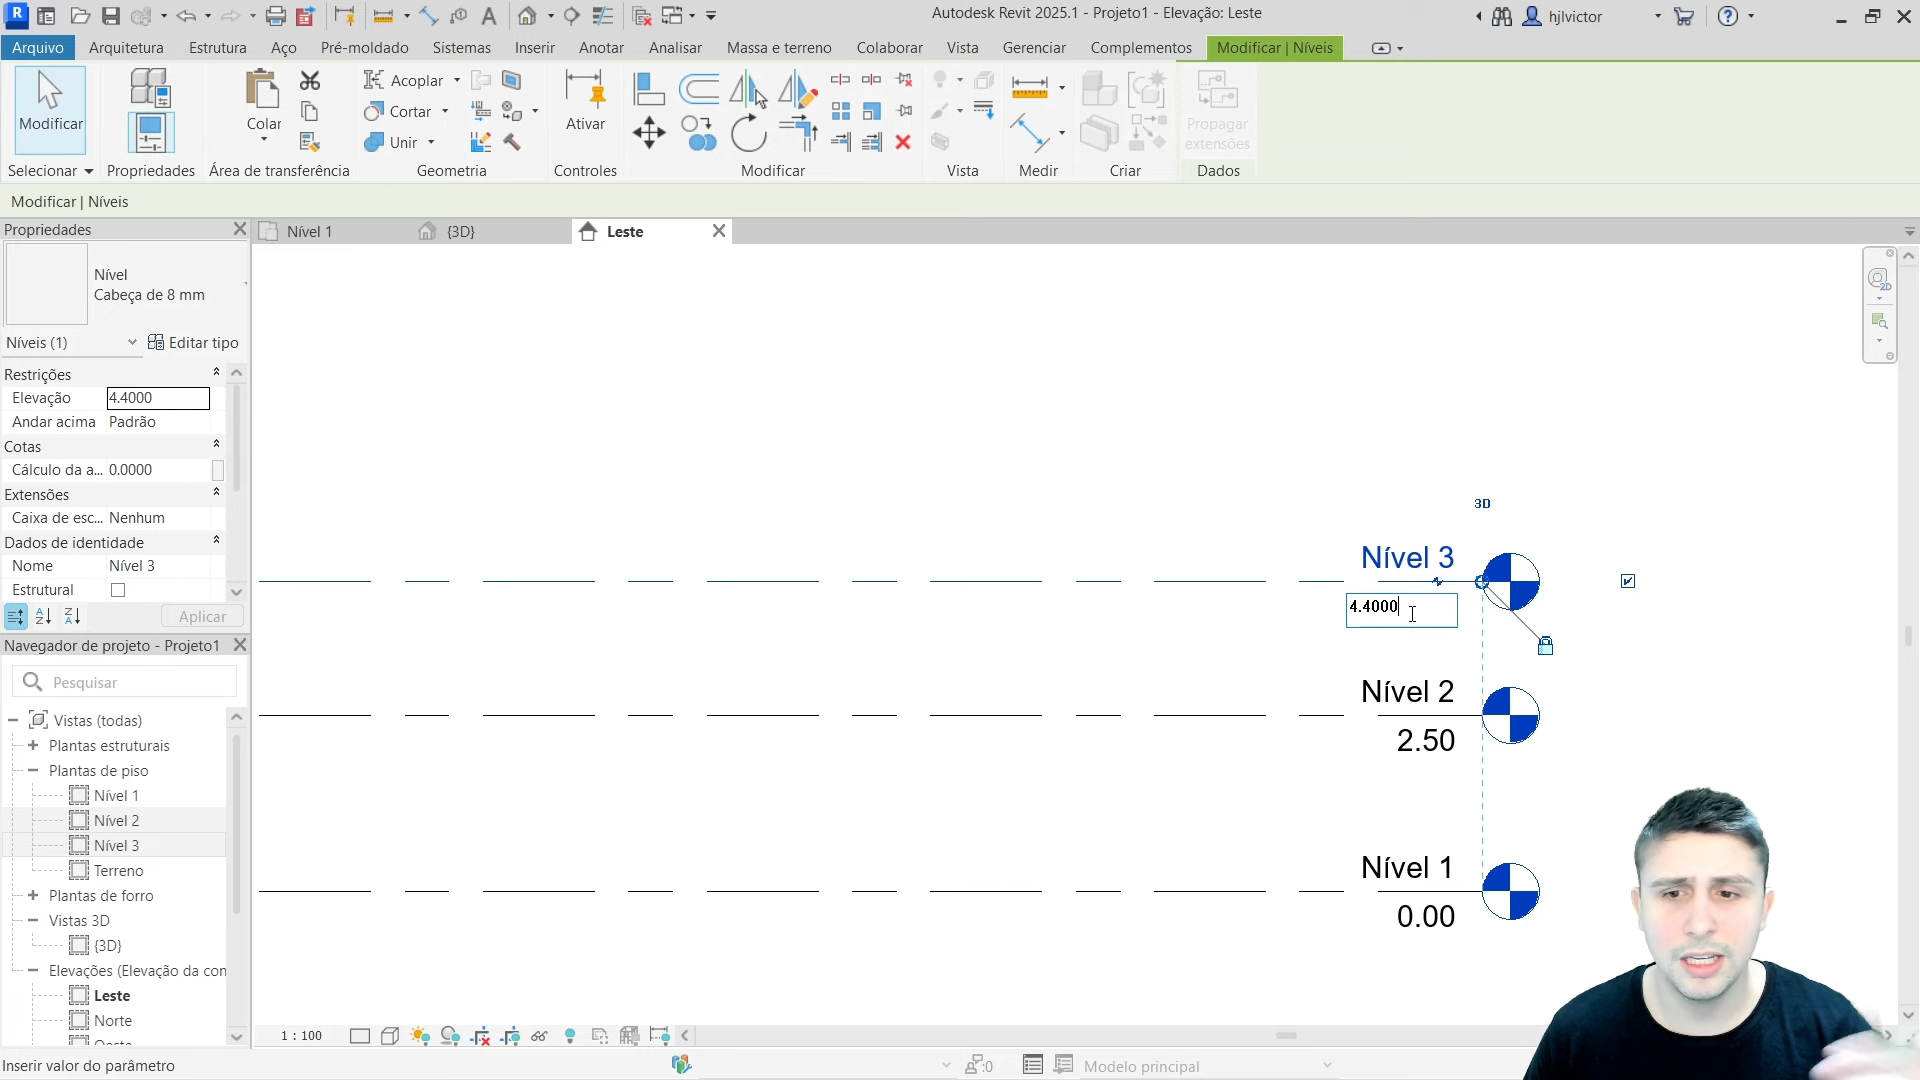 Autodesk Revit 2025.1 - Projeto1 - Elevação: Leste
hjlvictor
Arquivo Arquitetura Estrutura Aço Pré-moldado Sistemas Inserir Anotar Analisar Massa e terreno Colaborar Vista Gerenciar Complementos Modificar | Níveis
Modificar
Colar
Acoplar
Cortar
Unir
Ativar
Propagar
extensões
Selecionar Propriedades Área de transferência Geometria Controles Modificar Vista Medir Criar Dados
Modificar | Níveis
Propriedades
Nível 1 {3D} Leste
Nível
Cabeça de 8 mm
Níveis (1) Editar tipo
Restrições
Elevação 4.4000
Andar acima Padrão
Cotas
Cálculo da a... 0.0000
Extensões
Caixa de esc... Nenhum
Dados de identidade
Nome Nível 3
Estrutural
Aplicar
Navegador de projeto - Projeto1
Pesquisar
Vistas (todas)
Plantas estruturais
Plantas de piso
Nível 1
Nível 2
Nível 3
Terreno
Plantas de forro
Vistas 3D
{3D}
Elevações (Elevação da con
Leste
Norte
3D
Nível 3
4.4000
Nível 2
2.50
Nível 1
0.00
2D
1 : 100
Inserir valor do parâmetro
:0
Modelo principal